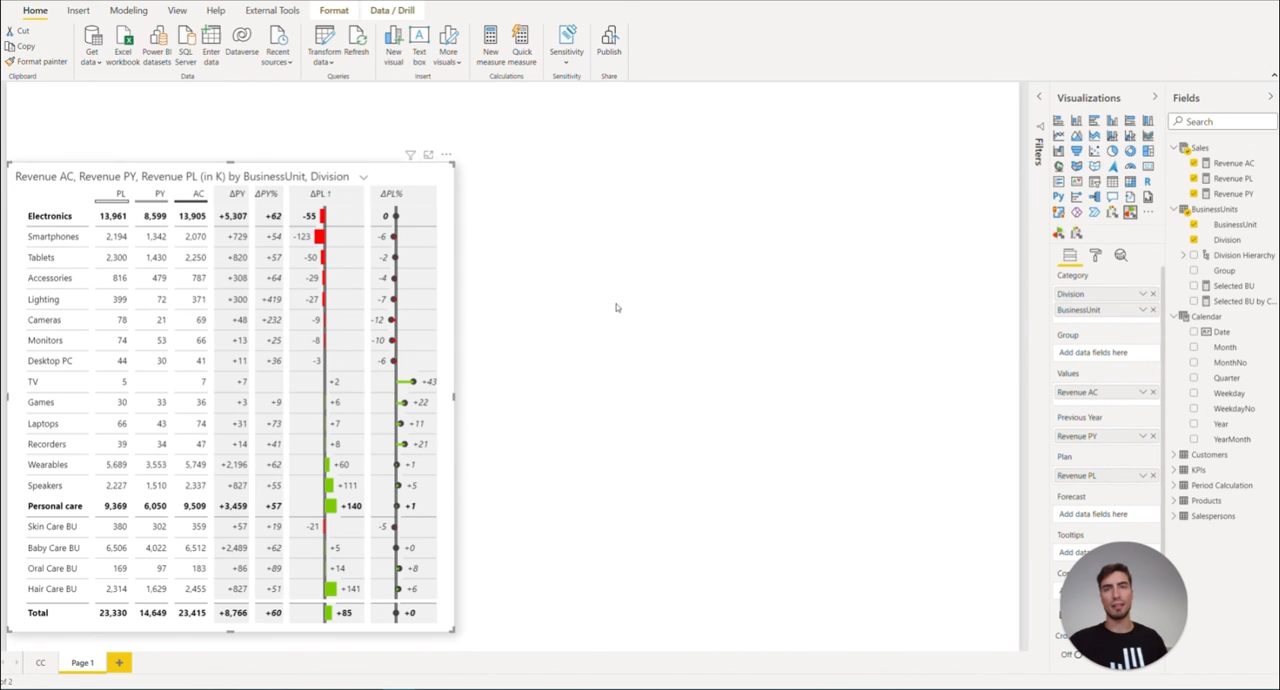 Home Insert Modeling View Help External Tools Format Data / Drill
Cut
Copy
Format painter
Get data
Excel workbook
Power BI datasets
SQL Server
Enter data
Dataverse
Recent sources
Transform data
Refresh
New visual
Text box
More visuals
New measure
Quick measure
Sensitivity
Publish
Clipboard Data Queries Insert Calculations Sensitivity Share
Revenue AC, Revenue PY, Revenue PL (in K) by BusinessUnit, Division
PL PY AC ΔPY ΔPY% ΔPL ↑ ΔPL%
Electronics 13,961 8,599 13,905 +5,307 +62 -55 0
Smartphones 2,194 1,342 2,070 +729 +54 -123 -6
Tablets 2,300 1,430 2,250 +820 +57 -50 -2
Accessories 816 479 787 +308 +64 -29 -4
Lighting 399 72 371 +300 +419 -27 -7
Cameras 78 21 69 +48 +232 -9 -12
Monitors 74 53 66 +13 +25 -8 -10
Desktop PC 44 30 41 +11 +36 -3 -6
TV 5 7 +7 +2 +43
Games 30 33 36 +3 +9 +6 +22
Laptops 66 43 74 +31 +73 +7 +11
Recorders 39 34 47 +14 +41 +8 +21
Wearables 5,689 3,553 5,749 +2,196 +62 +60 +1
Speakers 2,227 1,510 2,337 +827 +55 +111 +5
Personal care 9,369 6,050 9,509 +3,459 +57 +140 +1
Skin Care BU 380 302 359 +57 +19 -21 -5
Baby Care BU 6,506 4,022 6,512 +2,489 +62 +5 +0
Oral Care BU 169 97 183 +86 +89 +14 +8
Hair Care BU 2,314 1,629 2,455 +827 +51 +141 +6
Total 23,330 14,649 23,415 +8,766 +60 +85 +0
CC Page 1 +
of 2
Filters
Visualizations
R
Py
Category
Division
BusinessUnit
Group
Add data fields here
Values
Revenue AC
Previous Year
Revenue PY
Plan
Revenue PL
Forecast
Add data fields here
Tooltips
Add data
Off
Fields
Search
Sales
Revenue AC
Revenue PL
Revenue PY
BusinessUnits
BusinessUnit
Division
Division Hierarchy
Group
Selected BU
Selected BU by C...
Calendar
Date
Month
MonthNo
Quarter
Weekday
WeekdayNo
Year
YearMonth
Customers
KPIs
Period Calculation
Products
Salespersons